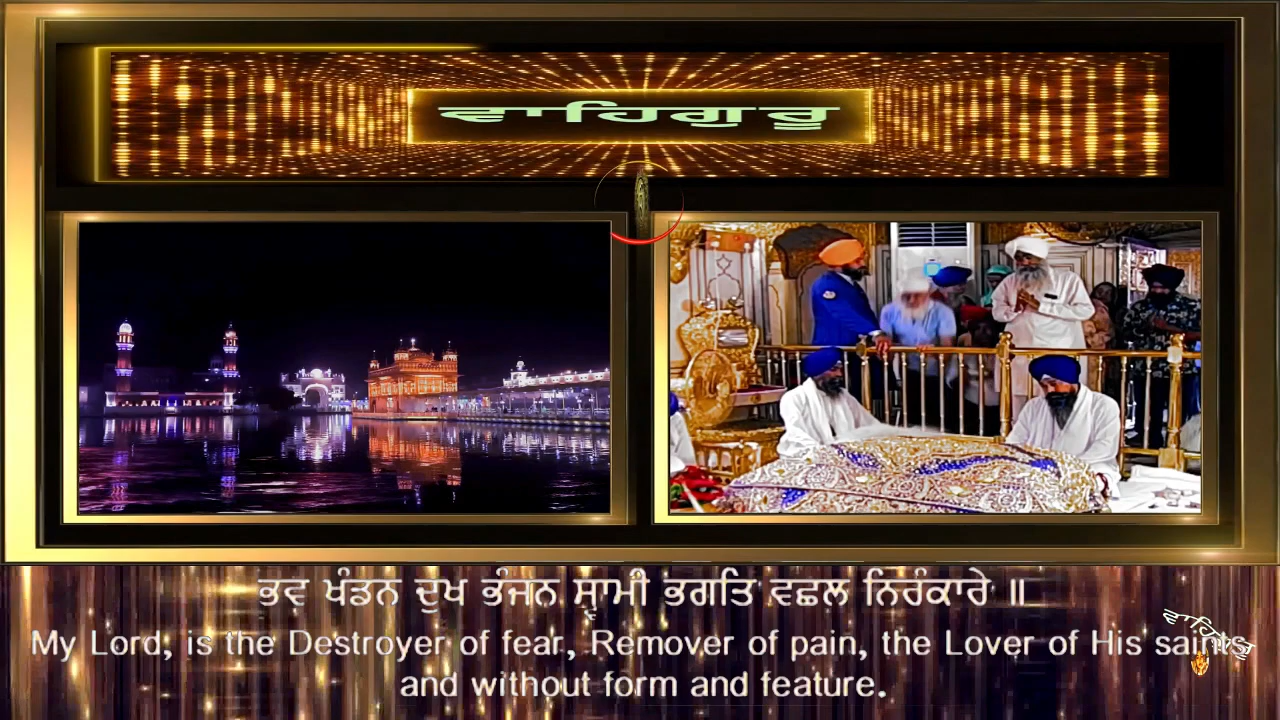 ਵਾਹਿਗੁਰੂ
ਭਵ ਖੰਡਨ ਦੁਖ ਭੰਜਨ ਸ੍ਵਾਮੀ ਭਗਤਿ ਵਛਲ ਨਿਰੰਕਾਰੇ ॥
My Lord, is the Destroyer of fear, Remover of pain, the Lover of His saints,
and without form and feature.
ਵਾਹਿਗੁਰੂ